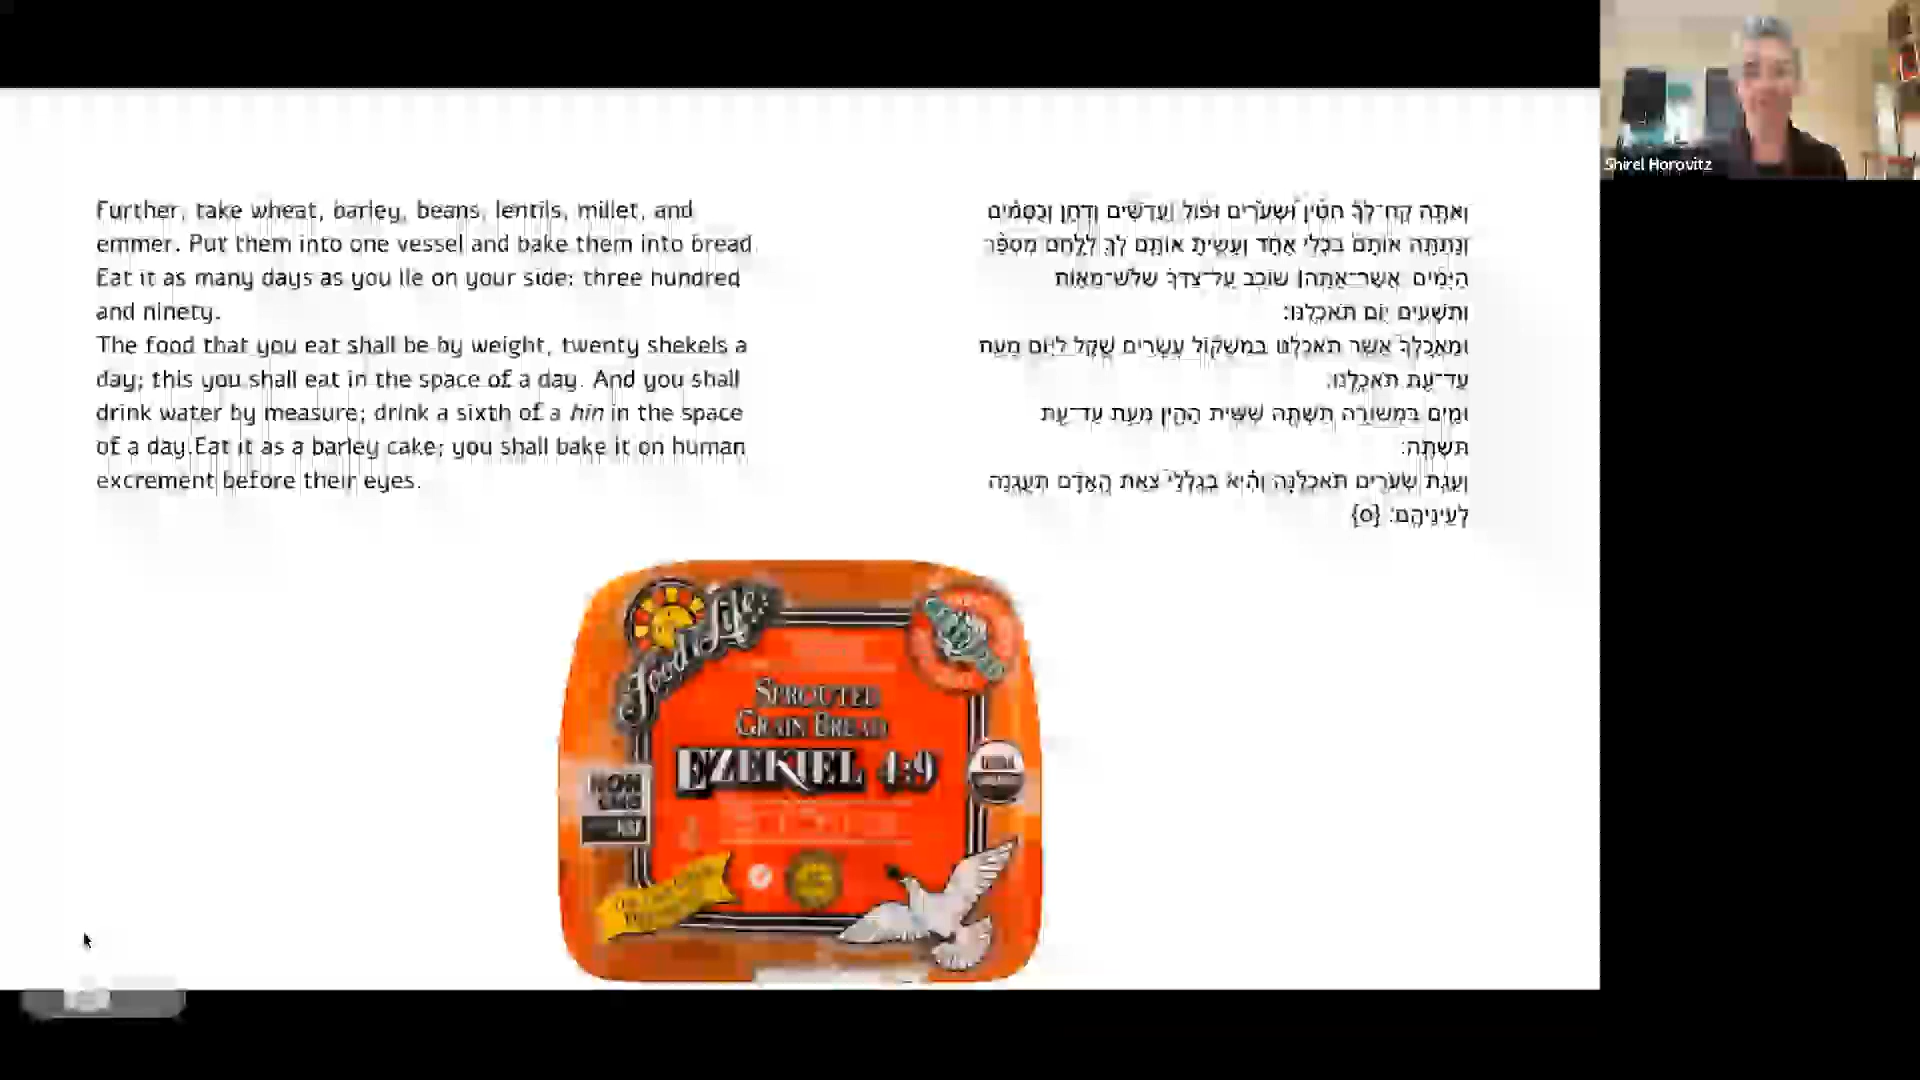 Further, take wheat, barley, beans, lentils, millet, and
emmer. Put them into one vessel and bake them into bread.
Eat it as many days as you lie on your side: three hundred
and ninety.
The food that you eat shall be by weight, twenty shekels a
day; this you shall eat in the space of a day. And you shall
drink water by measure; drink a sixth of a hin in the space
of a day.Eat it as a barley cake; you shall bake it on human
excrement before their eyes.
וְאַתָּה קַח־לְךָ חִטִּין וּשְׂעֹרִים וּפוֹל וַעֲדָשִׁים וְדֹחַן וְכֻסְּמִים
וְנָתַתָּה אוֹתָם בִּכְלִי אֶחָד וְעָשִׂיתָ אוֹתָם לְךָ לְלָחֶם מִסְפַּר
הַיָּמִים אֲשֶׁר־אַתָּה שׁוֹכֵב עַל־צִדְּךָ שְׁלֹשׁ־מֵאוֹת
וְתִשְׁעִים יוֹם תֹּאכְלֶנּוּ׃
וּמַאֲכָלְךָ אֲשֶׁר תֹּאכְלֶנּוּ בְּמִשְׁקוֹל עֶשְׂרִים שֶׁקֶל לַיּוֹם מֵעֵת
עַד־עֵת תֹּאכְלֶנּוּ׃
וּמַיִם בִּמְשׂוּרָה תִשְׁתֶּה שִׁשִּׁית הַהִין מֵעֵת עַד־עֵת
תִּשְׁתֶּה׃
וְעֻגַת שְׂעֹרִים תֹּאכְלֶנָּה וְהִיא בְּגֶלְלֵי צֵאַת הָאָדָם תְּעֻגֶנָה
לְעֵינֵיהֶם׃ {ס}
Food for Life
SPROUTED
GRAIN BREAD
EZEKIEL 4:9
NON
GMO
Shirel Horovitz